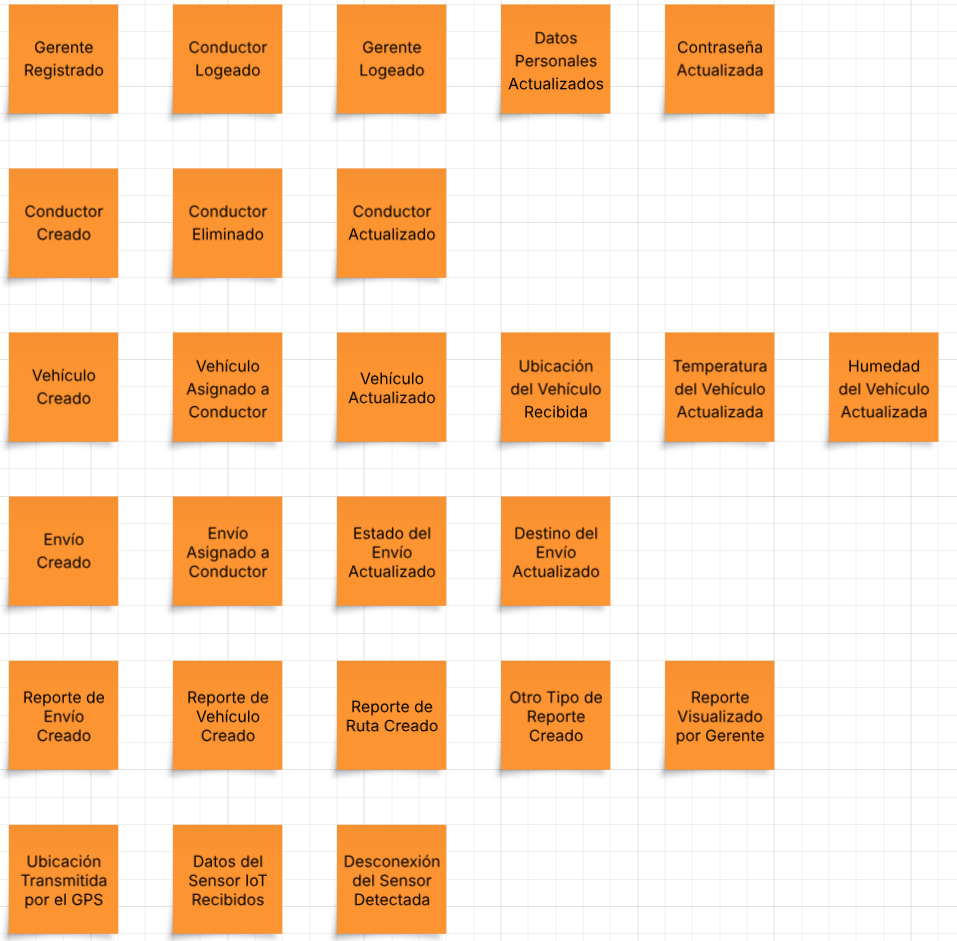 Gerente
Registrado
Conductor
Logeado
Gerente
Logeado
Datos
Personales
Actualizados
Contraseña
Actualizada
Conductor
Creado
Conductor
Eliminado
Conductor
Actualizado
Vehículo
Creado
Vehículo
Asignado a
Conductor
Vehículo
Actualizado
Ubicación
del Vehículo
Recibida
Temperatura
del Vehículo
Actualizada
Humedad
del Vehículo
Actualizada
Envío
Creado
Envío
Asignado a
Conductor
Estado del
Envío
Actualizado
Destino del
Envío
Actualizado
Reporte de
Envío
Creado
Reporte de
Vehículo
Creado
Reporte de
Ruta Creado
Otro Tipo de
Reporte
Creado
Reporte
Visualizado
por Gerente
Ubicación
Transmitida
por el GPS
Datos del
Sensor IoT
Recibidos
Desconexión
del Sensor
Detectada